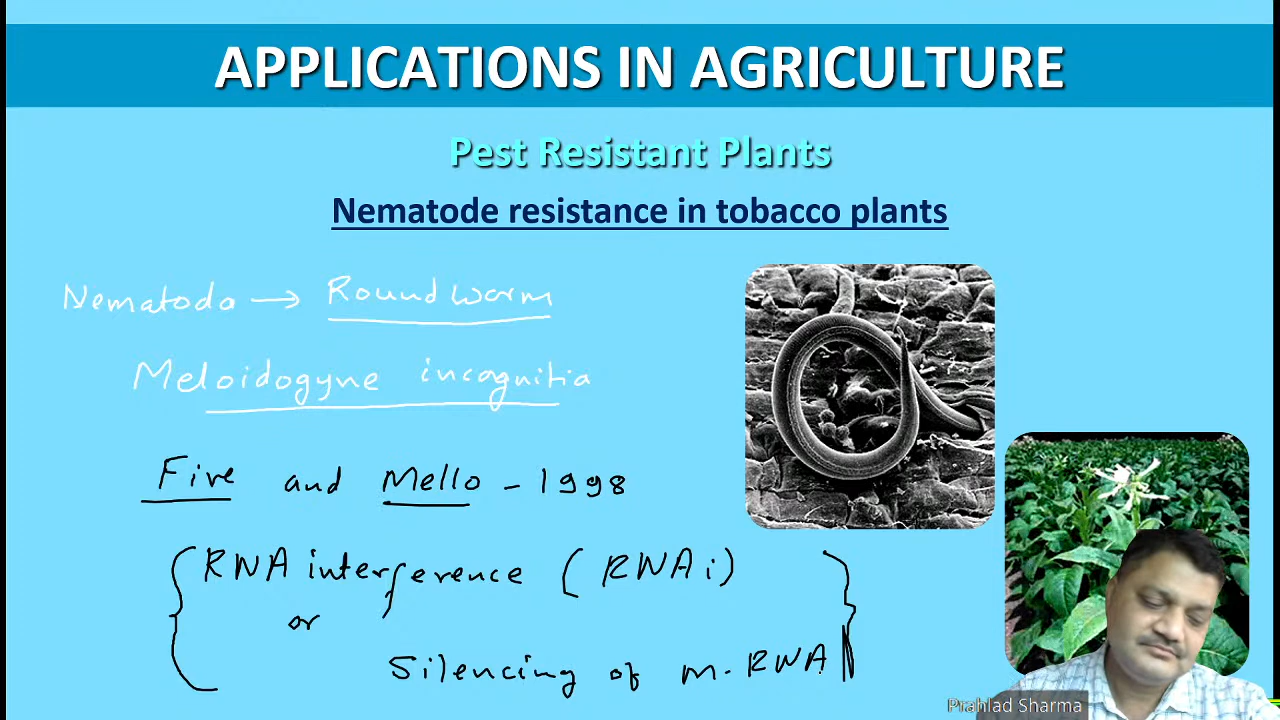 APPLICATIONS IN AGRICULTURE
Pest Resistant Plants
Nematode resistance in tobacco plants
Nematoda → Roundworm
Meloidogyne incognitia
Fire and Mello - 1998
RNA interference (RNAi)
or
Silencing of m-RNA
Prahlad Sharma